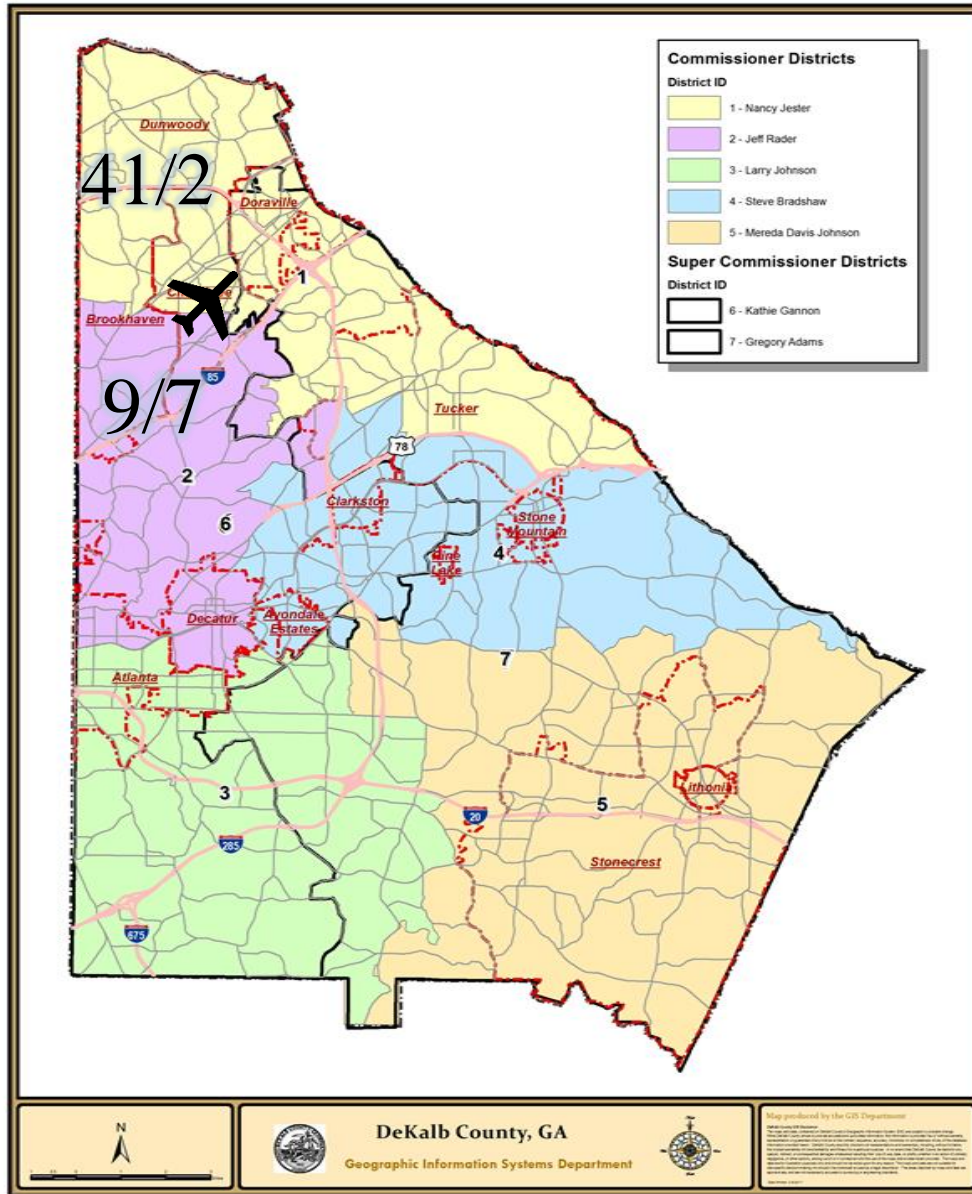 Commissioner Districts
District ID
1 - Nancy Jester
2 - Jeff Rader
3 - Larry Johnson
4 - Steve Bradshaw
5 - Mereda Davis Johnson
Super Commissioner Districts
District ID
6 - Kathie Gannon
7 - Gregory Adams
Dunwoody
41/2
Doraville
1
Brookhaven
85
9/7
Tucker
78
2
Clarkston
6
Stone
Mountain
4
Pine
Lake
Decatur
Avondale
Estates
7
Atlanta
Lithonia
3
5
20
285
Stonecrest
675
N
DeKalb County, GA
Geographic Information Systems Department
Map produced by the GIS Department